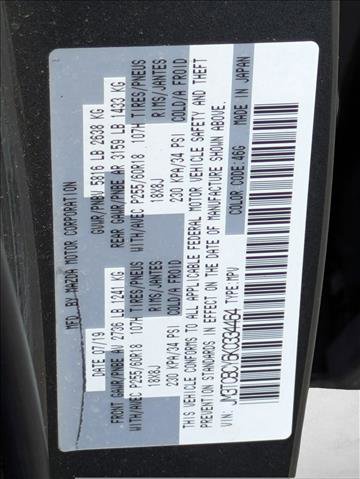 MFD BY MAZDA MOTOR CORPORATION
DATE 07/19 GVWR/PNBV 5816 LB 2638 KG
FRONT GAWR/PNBE AV 2736 LB 1241 KG REAR GAWR/PNBE AR 3159 LB 1433 KG
WITH/AVEC P255/60R18 107H TIRES/PNEUS WITH/AVEC P255/60R18 107H TIRES/PNEUS
18X8J RIMS/JANTES 18X8J RIMS/JANTES
230 KPA/34 PSI COLD/A FROID 230 KPA/34 PSI COLD/A FROID
THIS VEHICLE CONFORMS TO ALL APPLICABLE FEDERAL MOTOR VEHICLE SAFETY AND THEFT
PREVENTION STANDARDS IN EFFECT ON THE DATE OF MANUFACTURE SHOWN ABOVE.
VIN: TYPE:MPV COLOR CODE:46G MADE IN JAPAN